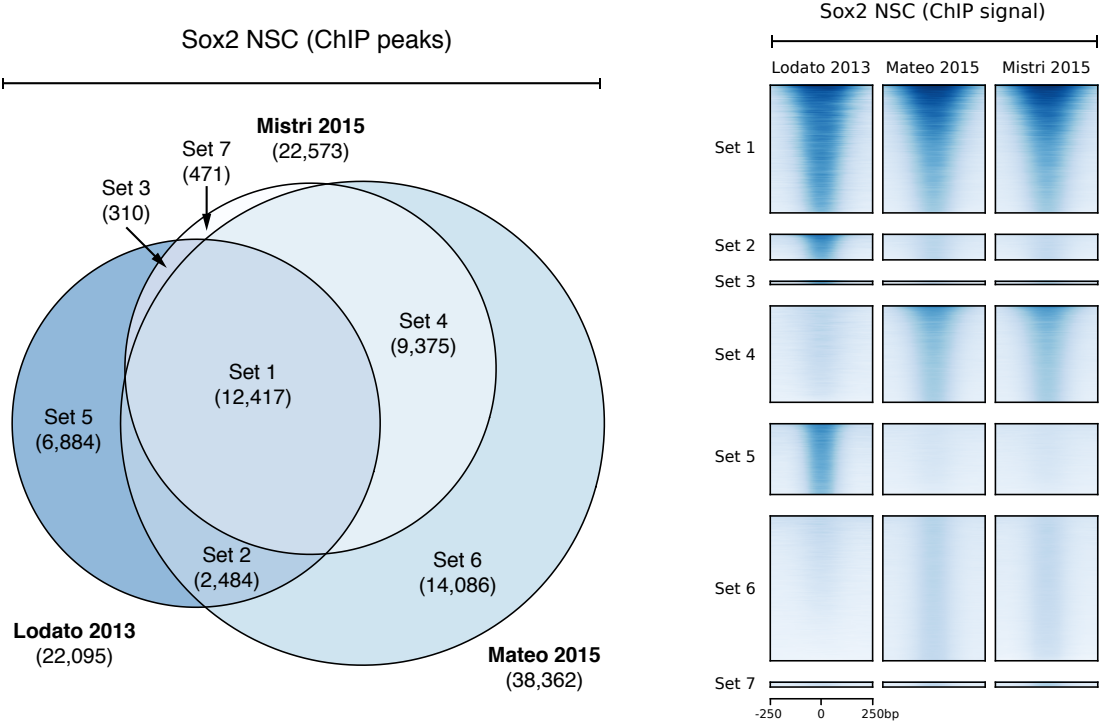 Sox2 NSC (ChIP peaks)
Mistri 2015
(22,573)
Set 7
(471)
Set 3
(310)
Set 4
(9,375)
Set 1
(12,417)
Set 5
(6,884)
Set 2
(2,484)
Set 6
(14,086)
Lodato 2013
(22,095)
Mateo 2015
(38,362)
Sox2 NSC (ChIP signal)
Lodato 2013 Mateo 2015 Mistri 2015
Set 1
Set 2
Set 3
Set 4
Set 5
Set 6
Set 7
-250 0 250bp